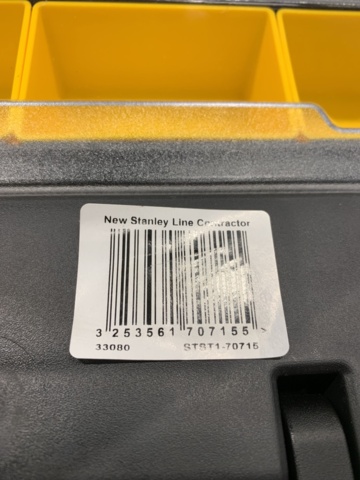 New Stanley Line Contractor
3 253561 707155 >
33080 STST1-70715